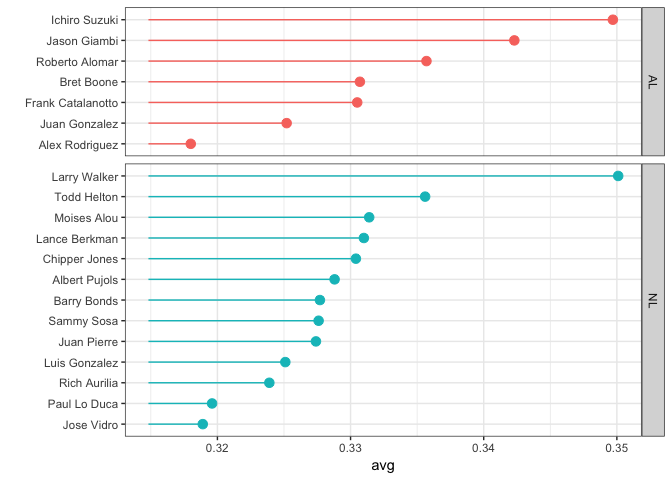 Ichiro Suzuki
Jason Giambi
Roberto Alomar
Bret Boone
Frank Catalanotto
Juan Gonzalez
Alex Rodriguez
AL
Larry Walker
Todd Helton
Moises Alou
Lance Berkman
Chipper Jones
Albert Pujols
Barry Bonds
Sammy Sosa
Juan Pierre
Luis Gonzalez
Rich Aurilia
Paul Lo Duca
Jose Vidro
NL
0.32 0.33 0.34 0.35
avg